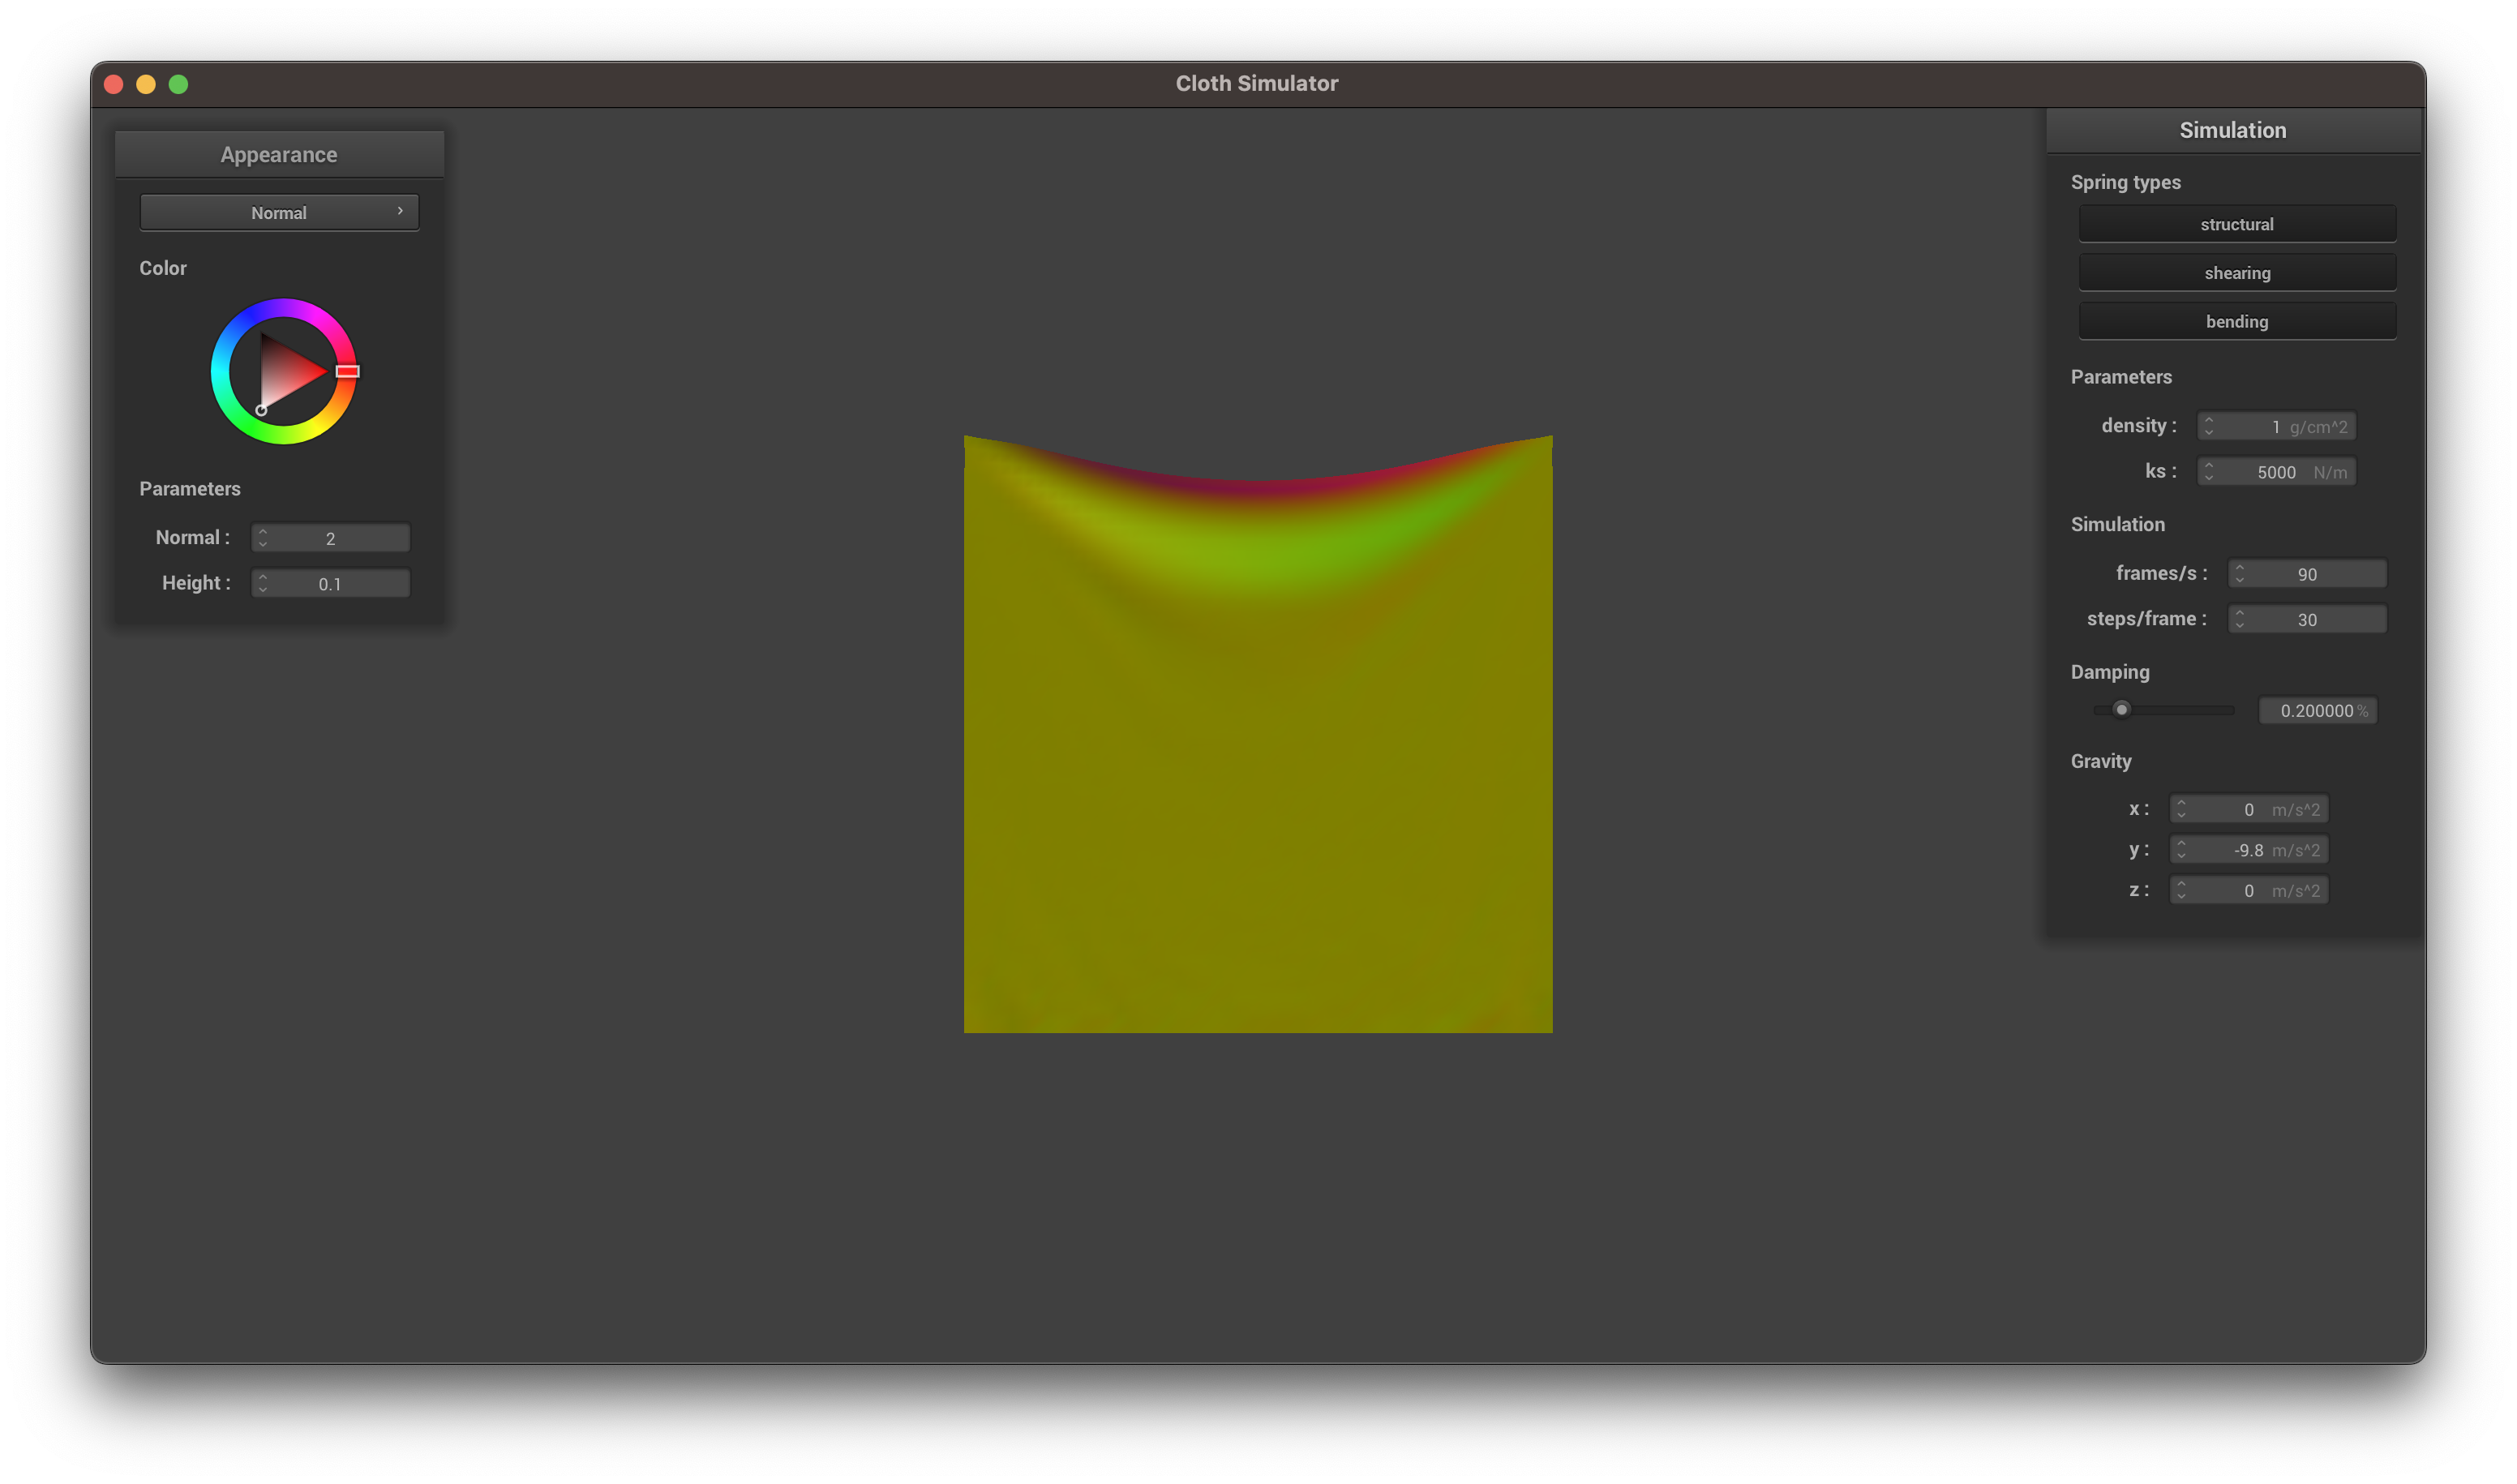 Cloth Simulator
Appearance
Normal
Color
Parameters
Normal : 2
Height : 0.1
Simulation
Spring types
structural
shearing
bending
Parameters
density : 1 g/cm^2
ks : 5000 N/m
Simulation
frames/s : 90
steps/frame : 30
Damping
0.200000 %
Gravity
x : 0 m/s^2
y : -9.8 m/s^2
z : 0 m/s^2